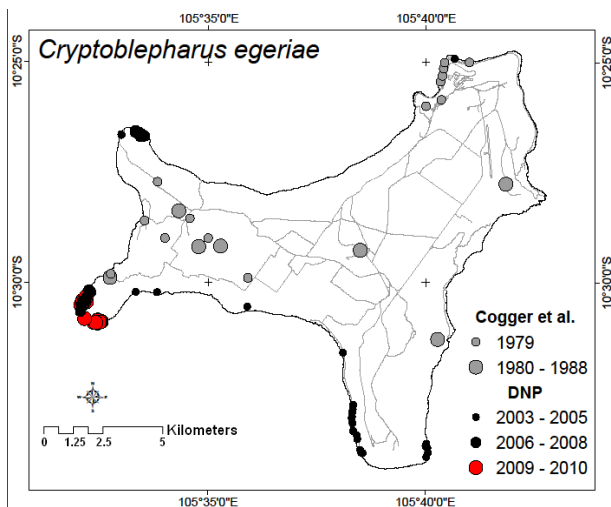 105°35'0"E 105°40'0"E
Cryptoblepharus egeriae
10°25'0"S 10°25'0"S
10°30'0"S 10°30'0"S
Cogger et al.
1979
1980 - 1988
DNP
2003 - 2005
2006 - 2008
2009 - 2010
Kilometers
0 1.25 2.5 5
105°35'0"E 105°40'0"E